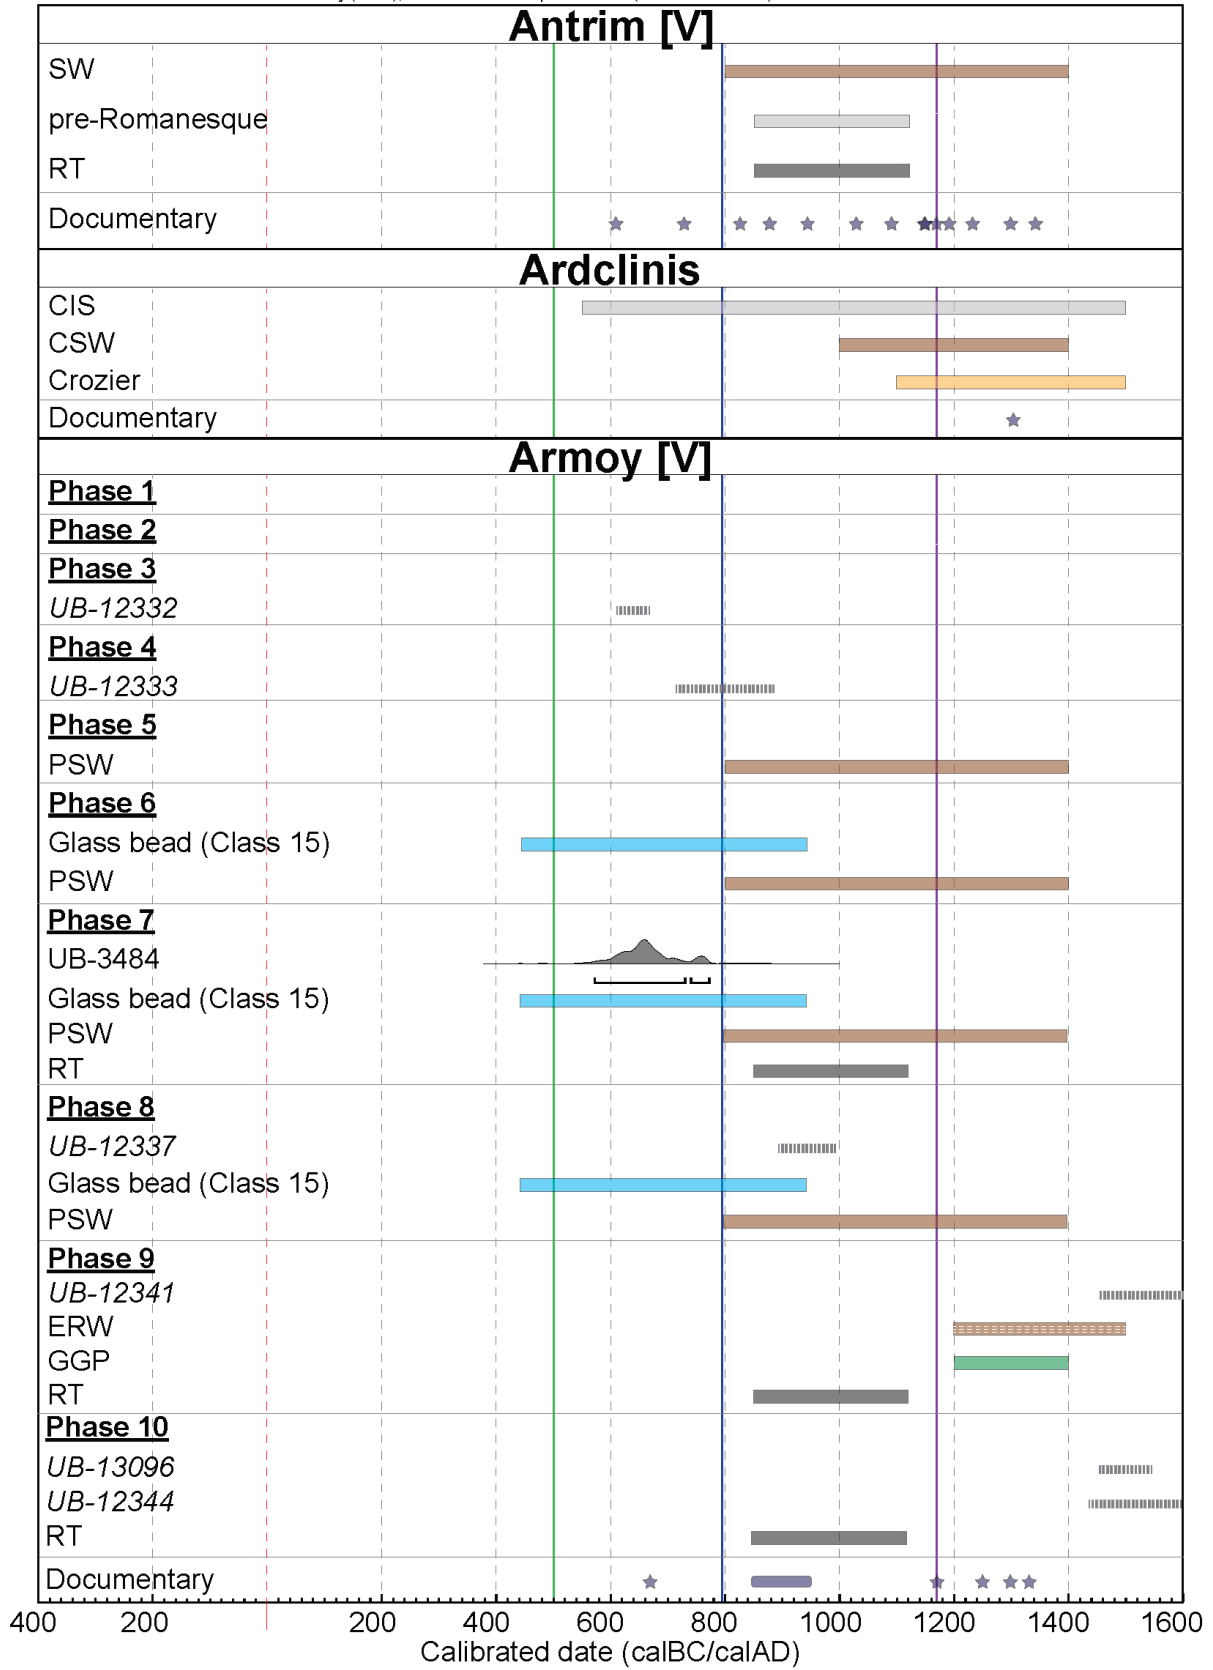 Antrim [V]
SW
pre-Romanesque
RT
Documentary
Ardclinis
CIS
CSW
Crozier
Documentary
Armoy [V]
Phase 1
Phase 2
Phase 3
UB-12332
Phase 4
UB-12333
Phase 5
PSW
Phase 6
Glass bead (Class 15)
PSW
Phase 7
UB-3484
Glass bead (Class 15)
PSW
RT
Phase 8
UB-12337
Glass bead (Class 15)
PSW
Phase 9
UB-12341
ERW
GGP
RT
Phase 10
UB-13096
UB-12344
RT
Documentary
400 200 200 400 600 800 1000 1200 1400 1600
Calibrated date (calBC/calAD)